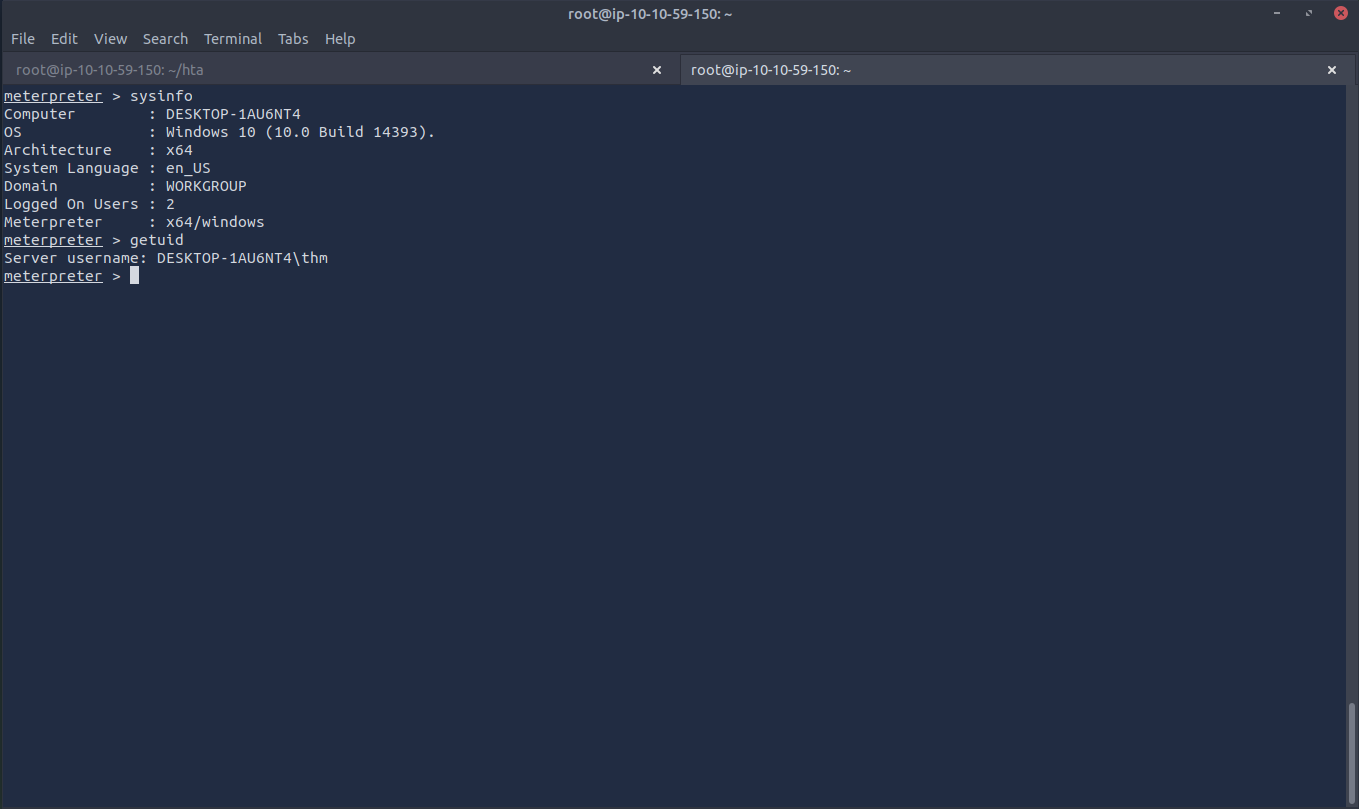 root@ip-10-10-59-150: ~
File Edit View Search Terminal Tabs Help
root@ip-10-10-59-150: ~/hta × root@ip-10-10-59-150: ~ ×
meterpreter > sysinfo
Computer        : DESKTOP-1AU6NT4
OS              : Windows 10 (10.0 Build 14393).
Architecture    : x64
System Language : en_US
Domain          : WORKGROUP
Logged On Users : 2
Meterpreter     : x64/windows
meterpreter > getuid
Server username: DESKTOP-1AU6NT4\thm
meterpreter >